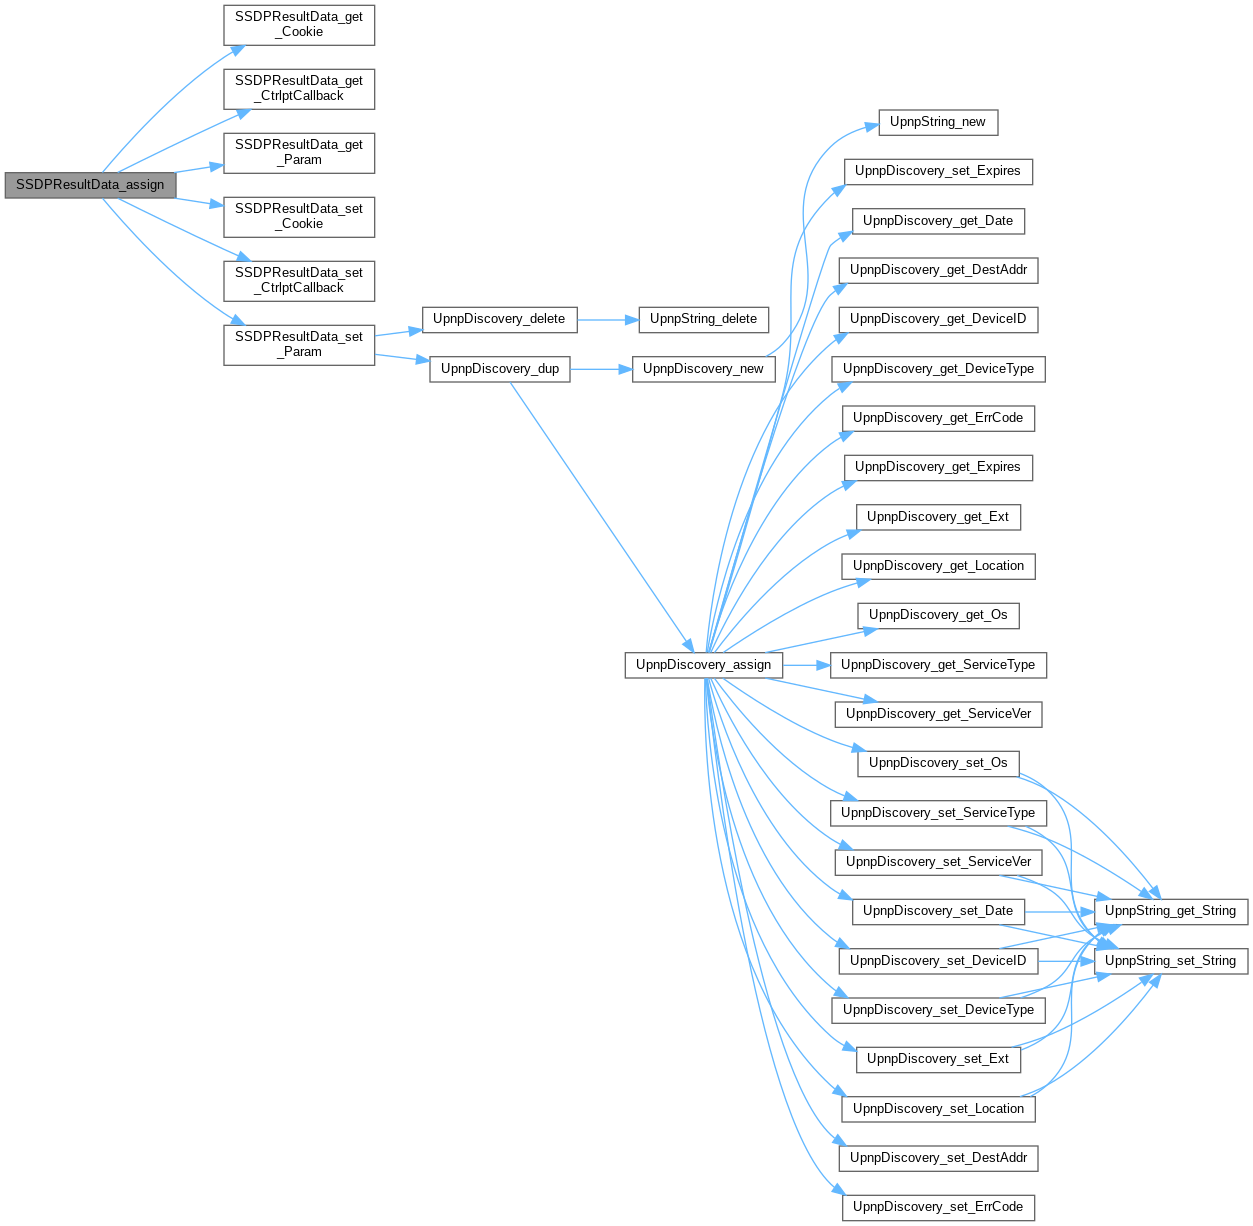 SSDPResultData_assign
SSDPResultData_get
_Cookie
SSDPResultData_get
_CtrlptCallback
SSDPResultData_get
_Param
SSDPResultData_set
_Cookie
SSDPResultData_set
_CtrlptCallback
SSDPResultData_set
_Param
UpnpDiscovery_delete
UpnpDiscovery_dup
UpnpString_delete
UpnpDiscovery_new
UpnpDiscovery_assign
UpnpString_new
UpnpDiscovery_set_Expires
UpnpDiscovery_get_Date
UpnpDiscovery_get_DestAddr
UpnpDiscovery_get_DeviceID
UpnpDiscovery_get_DeviceType
UpnpDiscovery_get_ErrCode
UpnpDiscovery_get_Expires
UpnpDiscovery_get_Ext
UpnpDiscovery_get_Location
UpnpDiscovery_get_Os
UpnpDiscovery_get_ServiceType
UpnpDiscovery_get_ServiceVer
UpnpDiscovery_set_Os
UpnpDiscovery_set_ServiceType
UpnpDiscovery_set_ServiceVer
UpnpDiscovery_set_Date
UpnpDiscovery_set_DeviceID
UpnpDiscovery_set_DeviceType
UpnpDiscovery_set_Ext
UpnpDiscovery_set_Location
UpnpDiscovery_set_DestAddr
UpnpDiscovery_set_ErrCode
UpnpString_get_String
UpnpString_set_String